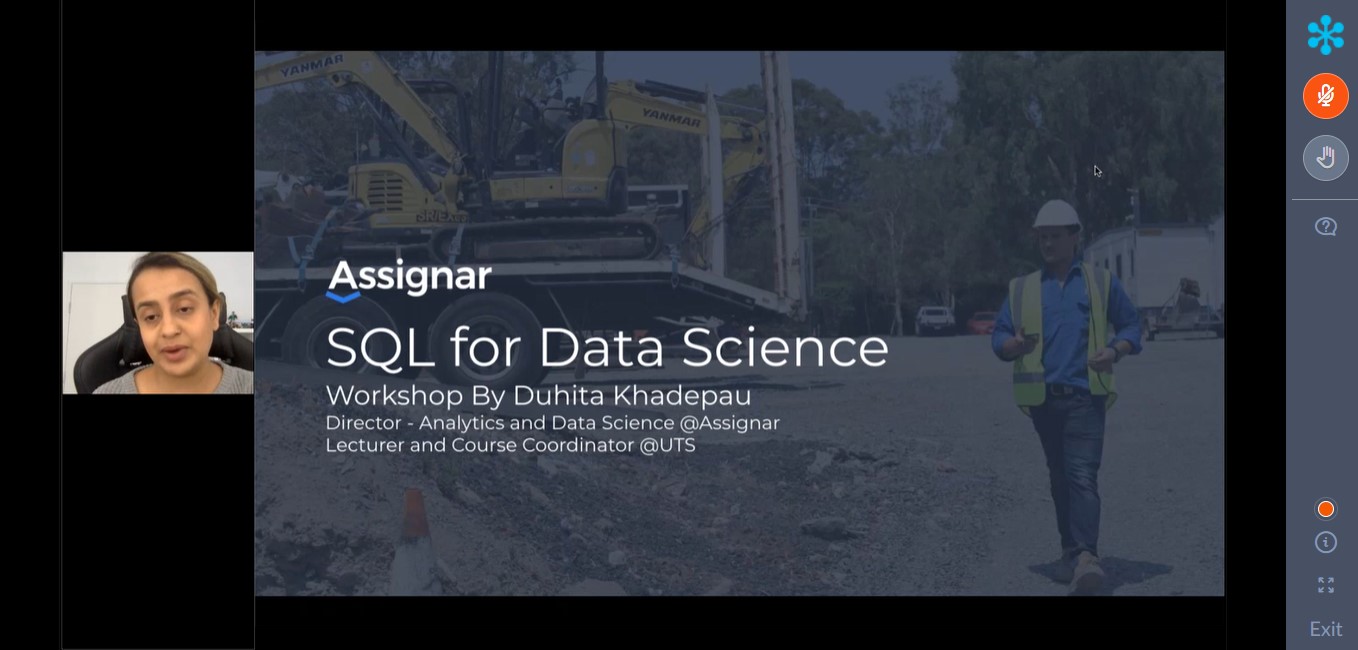 YANMAR
YANMAR
Assignar
SQL for Data Science
Workshop By Duhita Khadepau
Director - Analytics and Data Science @Assignar
Lecturer and Course Coordinator @UTS
Exit